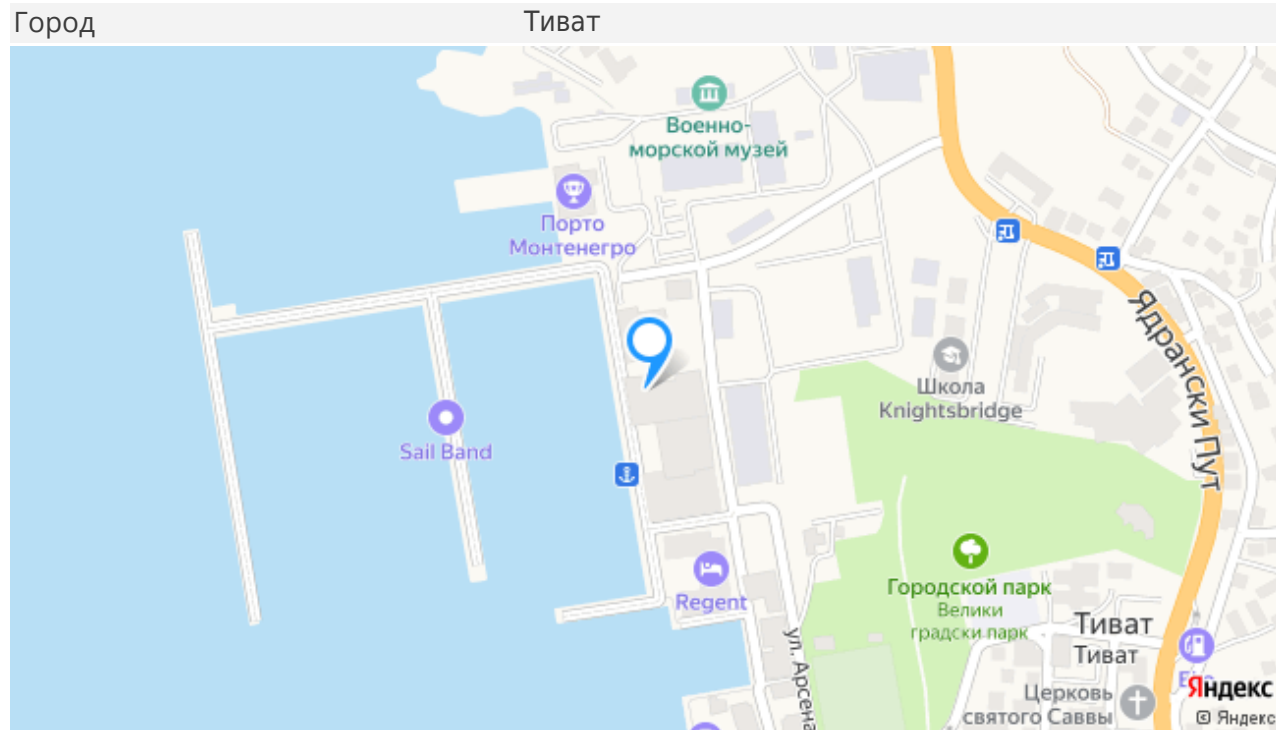 Город
Тиват
Военно-
морской музей
Порто
Монтенегро
Ядрански Пут
Школа
Knightsbridge
Sail Band
Городской парк
Велики
градски парк
Regent
Тиват
Тиват
ул. Арсена
Церковь
святого Саввы
Яндекс
© Яндекс